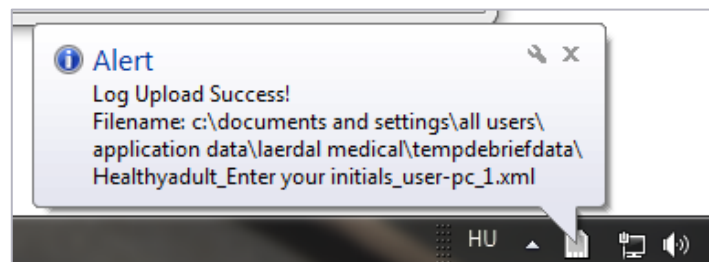 Alert
Log Upload Success!
Filename: c:\documents and settings\all users\
application data\laerdal medical\tempdebriefdata\
Healthyadult_Enter your initials_user-pc_1.xml
HU